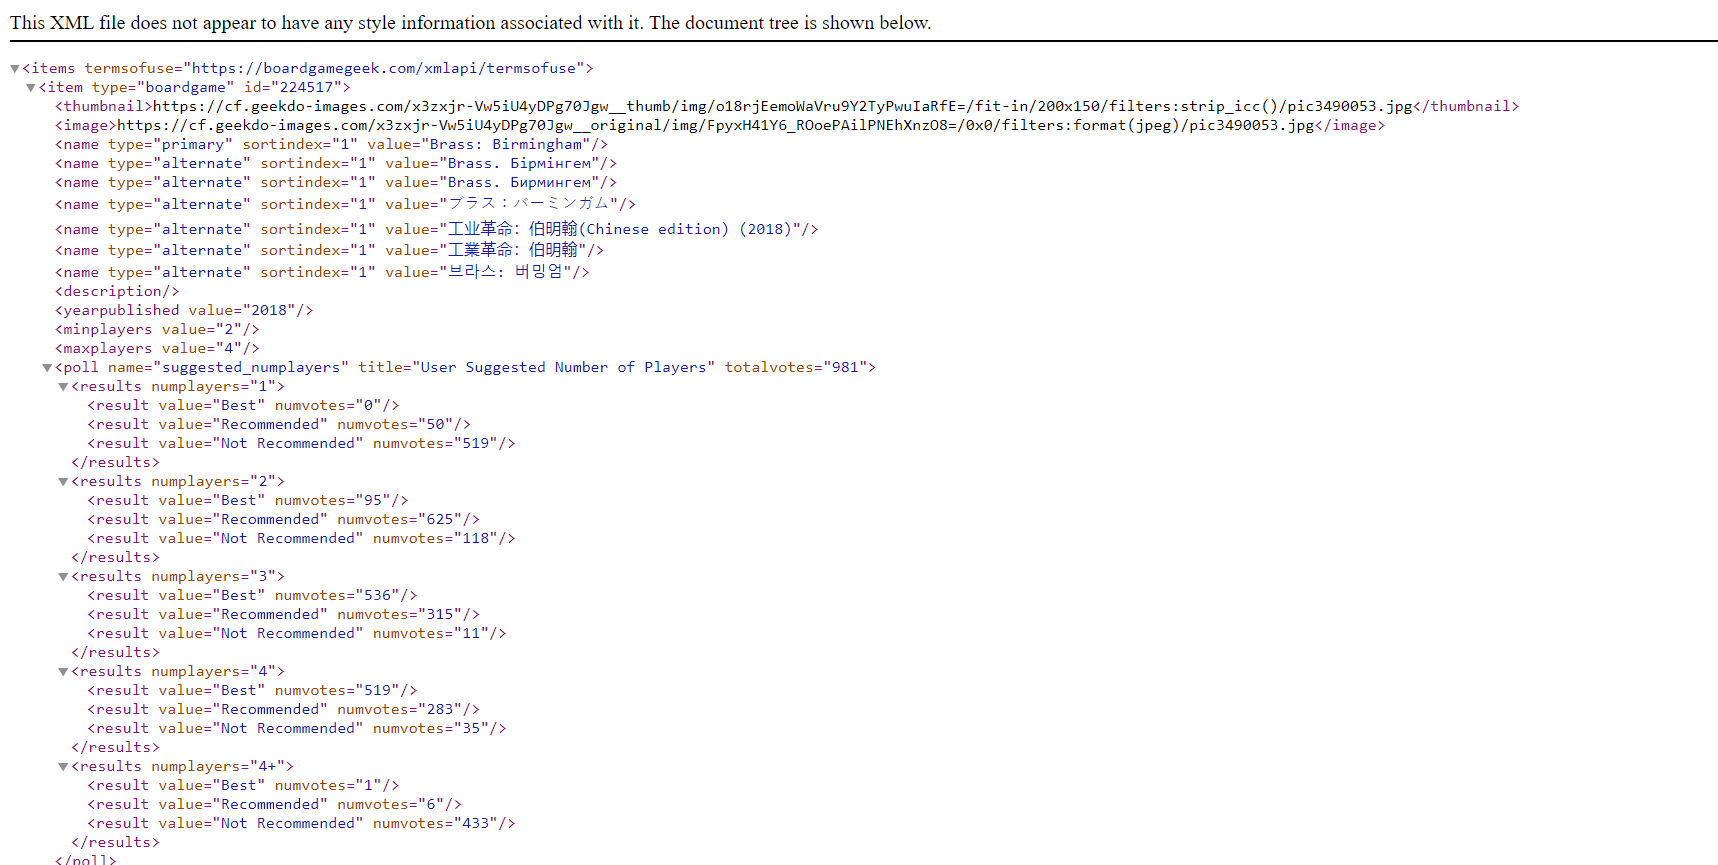 This XML file does not appear to have any style information associated with it. The document tree is shown below.
▼<items termsofuse="https://boardgamegeek.com/xmlapi/termsofuse">
▼<item type="boardgame" id="224517">
<thumbnail>https://cf.geekdo-images.com/x3zxjr-Vw5iU4yDPg70Jgw__thumb/img/o18rjEemoWaVru9Y2TyPwuIaRfE=/fit-in/200x150/filters:strip_icc()/pic3490053.jpg</thumbnail>
<image>https://cf.geekdo-images.com/x3zxjr-Vw5iU4yDPg70Jgw__original/img/FpyxH41Y6_ROoePAilPNEhXnzO8=/0x0/filters:format(jpeg)/pic3490053.jpg</image>
<name type="primary" sortindex="1" value="Brass: Birmingham"/>
<name type="alternate" sortindex="1" value="Brass. Бірмінгем"/>
<name type="alternate" sortindex="1" value="Brass. Бирмингем"/>
<name type="alternate" sortindex="1" value="ブラス：バーミンガム"/>
<name type="alternate" sortindex="1" value="工业革命：伯明翰(Chinese edition) (2018)"/>
<name type="alternate" sortindex="1" value="工業革命：伯明翰"/>
<name type="alternate" sortindex="1" value="브라스: 버밍엄"/>
<description/>
<yearpublished value="2018"/>
<minplayers value="2"/>
<maxplayers value="4"/>
▼<poll name="suggested_numplayers" title="User Suggested Number of Players" totalvotes="981">
▼<results numplayers="1">
<result value="Best" numvotes="0"/>
<result value="Recommended" numvotes="50"/>
<result value="Not Recommended" numvotes="519"/>
</results>
▼<results numplayers="2">
<result value="Best" numvotes="95"/>
<result value="Recommended" numvotes="625"/>
<result value="Not Recommended" numvotes="118"/>
</results>
▼<results numplayers="3">
<result value="Best" numvotes="536"/>
<result value="Recommended" numvotes="315"/>
<result value="Not Recommended" numvotes="11"/>
</results>
▼<results numplayers="4">
<result value="Best" numvotes="519"/>
<result value="Recommended" numvotes="283"/>
<result value="Not Recommended" numvotes="35"/>
</results>
▼<results numplayers="4+">
<result value="Best" numvotes="1"/>
<result value="Recommended" numvotes="6"/>
<result value="Not Recommended" numvotes="433"/>
</results>
</poll>